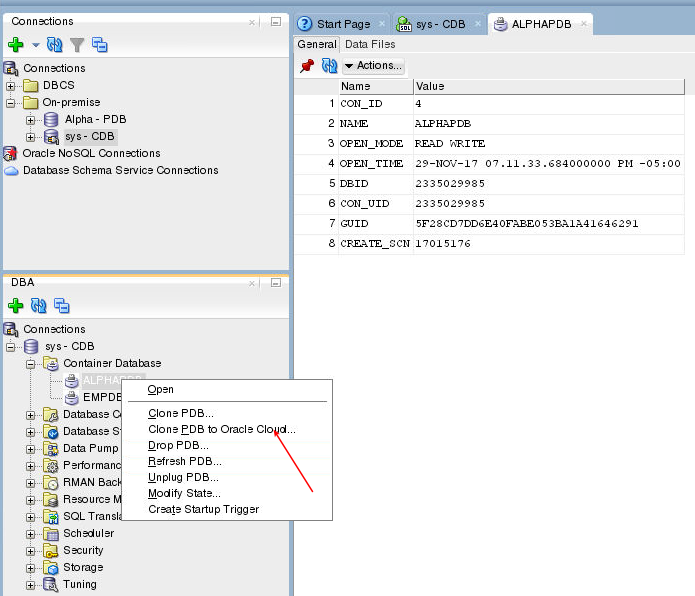 Connections
Connections
DBCS
On-premise
Alpha - PDB
sys - CDB
Oracle NoSQL Connections
Database Schema Service Connections
Start Page
sys - CDB
ALPHAPDB
General
Data Files
Actions...
Name Value
1 CON_ID 4
2 NAME ALPHAPDB
3 OPEN_MODE READ WRITE
4 OPEN_TIME 29-NOV-17 07.11.33.684000000 PM -05:00
5 DBID 2335029985
6 CON_UID 2335029985
7 GUID 5F28CD7DD6E40FABE053BA1A41646291
8 CREATE_SCN 17015176
DBA
Connections
sys - CDB
Container Database
ALPHAPDB
EMPDB
Database C
Database S
Data Pump
Performanc
RMAN Back
Resource M
SQL Transla
Scheduler
Security
Storage
Tuning
Open
Clone PDB...
Clone PDB to Oracle Cloud...
Drop PDB...
Refresh PDB...
Unplug PDB...
Modify State...
Create Startup Trigger